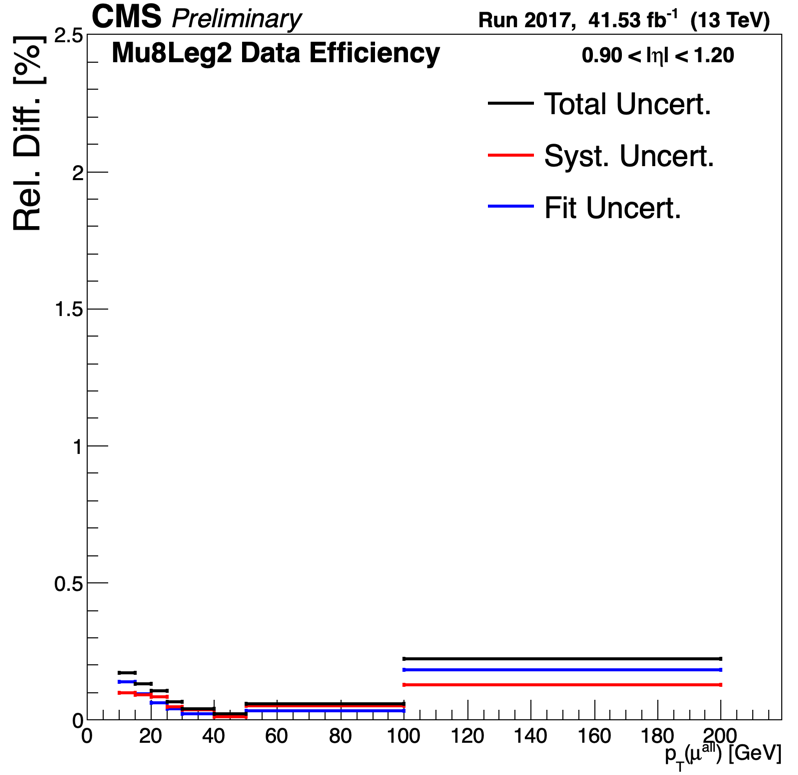 CMS Preliminary
Run 2017, 41.53 fb⁻¹ (13 TeV)
Mu8Leg2 Data Efficiency
0.90 < |η| < 1.20
Total Uncert.
Syst. Uncert.
Fit Uncert.
Rel. Diff. [%]
2.5
2
1.5
1
0.5
0
0 20 40 60 80 100 120 140 160 180 200
p_T(μ^all) [GeV]